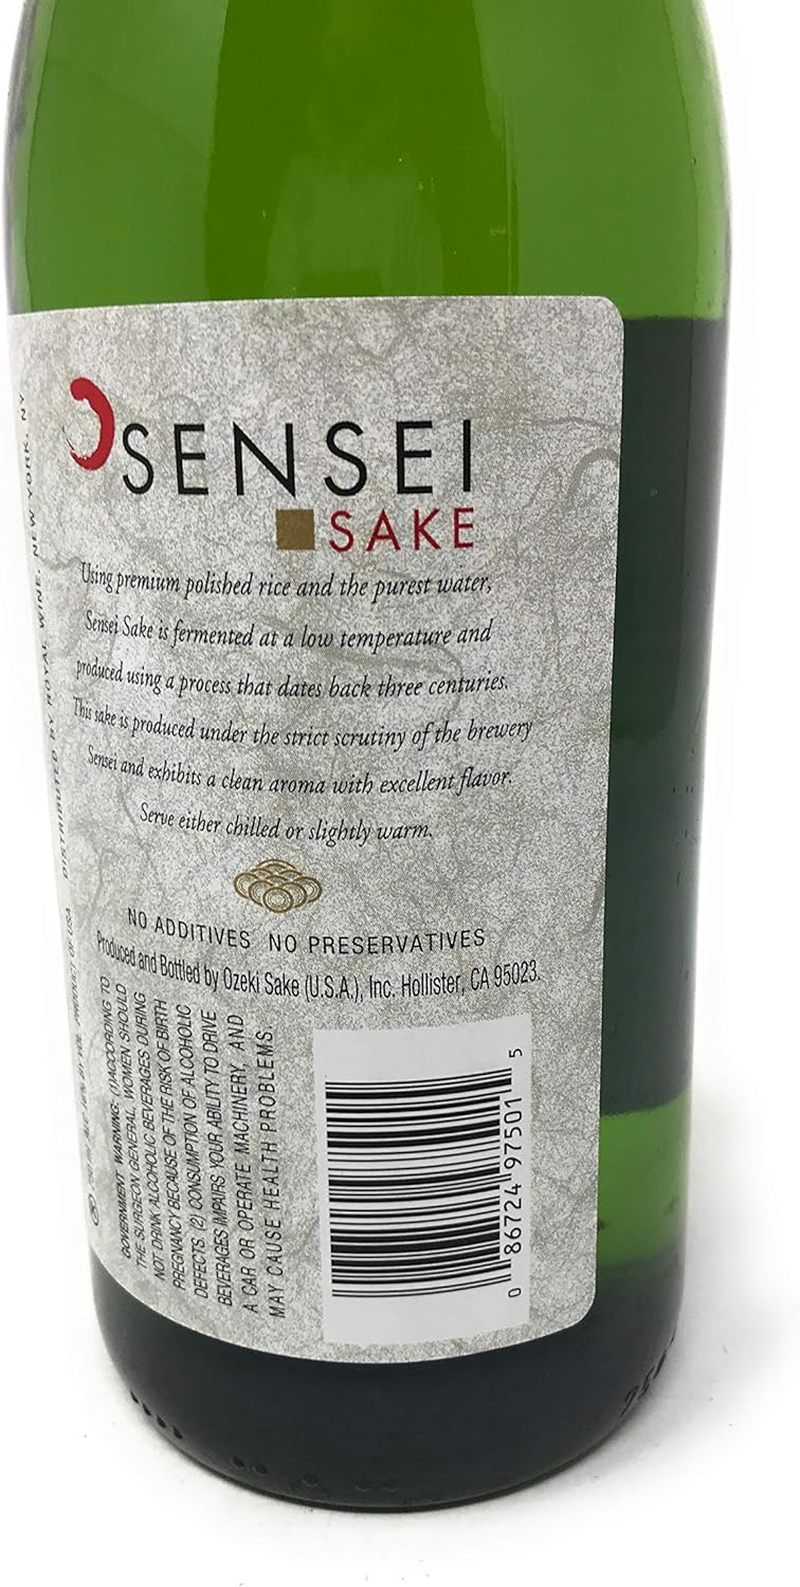 SENSEI
SAKE
Using premium polished rice and the purest water,
Sensei Sake is fermented at a low temperature and
produced using a process that dates back three centuries.
This sake is produced under the strict scrutiny of the brewery
Sensei and exhibits a clean aroma with excellent flavor.
Serve either chilled or slightly warm.
NO ADDITIVES NO PRESERVATIVES
Produced and Bottled by Ozeki Sake (U.S.A.), Inc. Hollister, CA 95023.
GOVERNMENT WARNING: (1)ACCORDING TO
THE SURGEON GENERAL, WOMEN SHOULD
NOT DRINK ALCOHOLIC BEVERAGES DURING
PREGNANCY BECAUSE OF THE RISK OF BIRTH
DEFECTS. (2) CONSUMPTION OF ALCOHOLIC
BEVERAGES IMPAIRS YOUR ABILITY TO DRIVE
A CAR OR OPERATE MACHINERY, AND
MAY CAUSE HEALTH PROBLEMS.
0 86724 97501 5
PRODUCT OF USA DISTRIBUTED BY ROYAL WINE, NEW YORK, NY